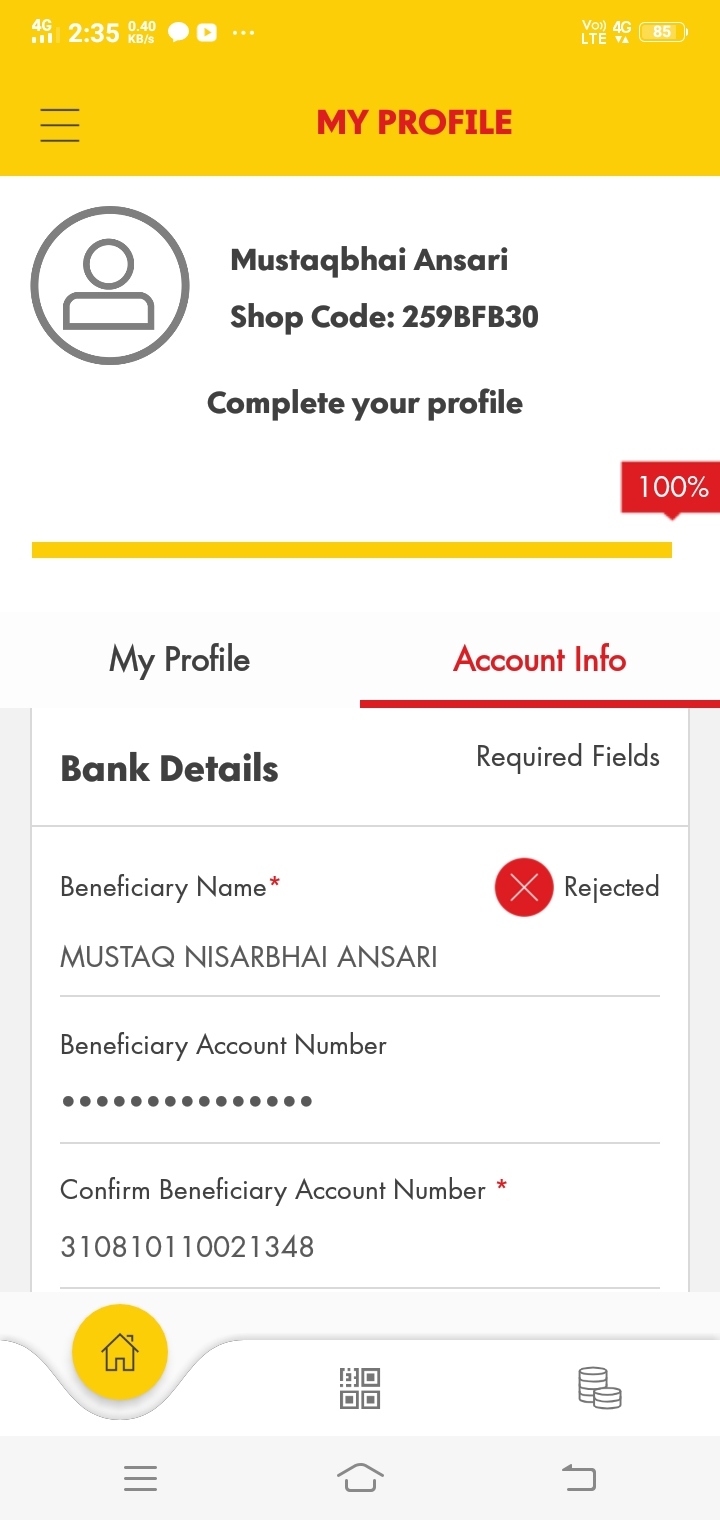 4G 2:35 0.40 KB/s ...
Vo)) LTE 4G 85
MY PROFILE
Mustaqbhai Ansari
Shop Code: 259BFB30
Complete your profile
100%
My Profile Account Info
Bank Details Required Fields
Beneficiary Name* Rejected
MUSTAQ NISARBHAI ANSARI
Beneficiary Account Number
•••••••••••••••
Confirm Beneficiary Account Number *
310810110021348